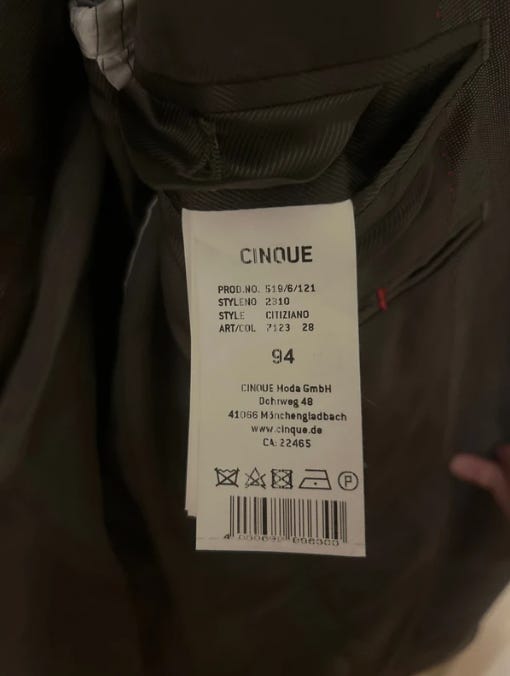 CINQUE
PROD.NO. 519/6/121
STYLENO 2310
STYLE CITIZIANO
ART/COL 7123 28
94
CINQUE Moda GmbH
Dohrweg 48
41066 Mönchengladbach
www.cinque.de
CA: 22465
P